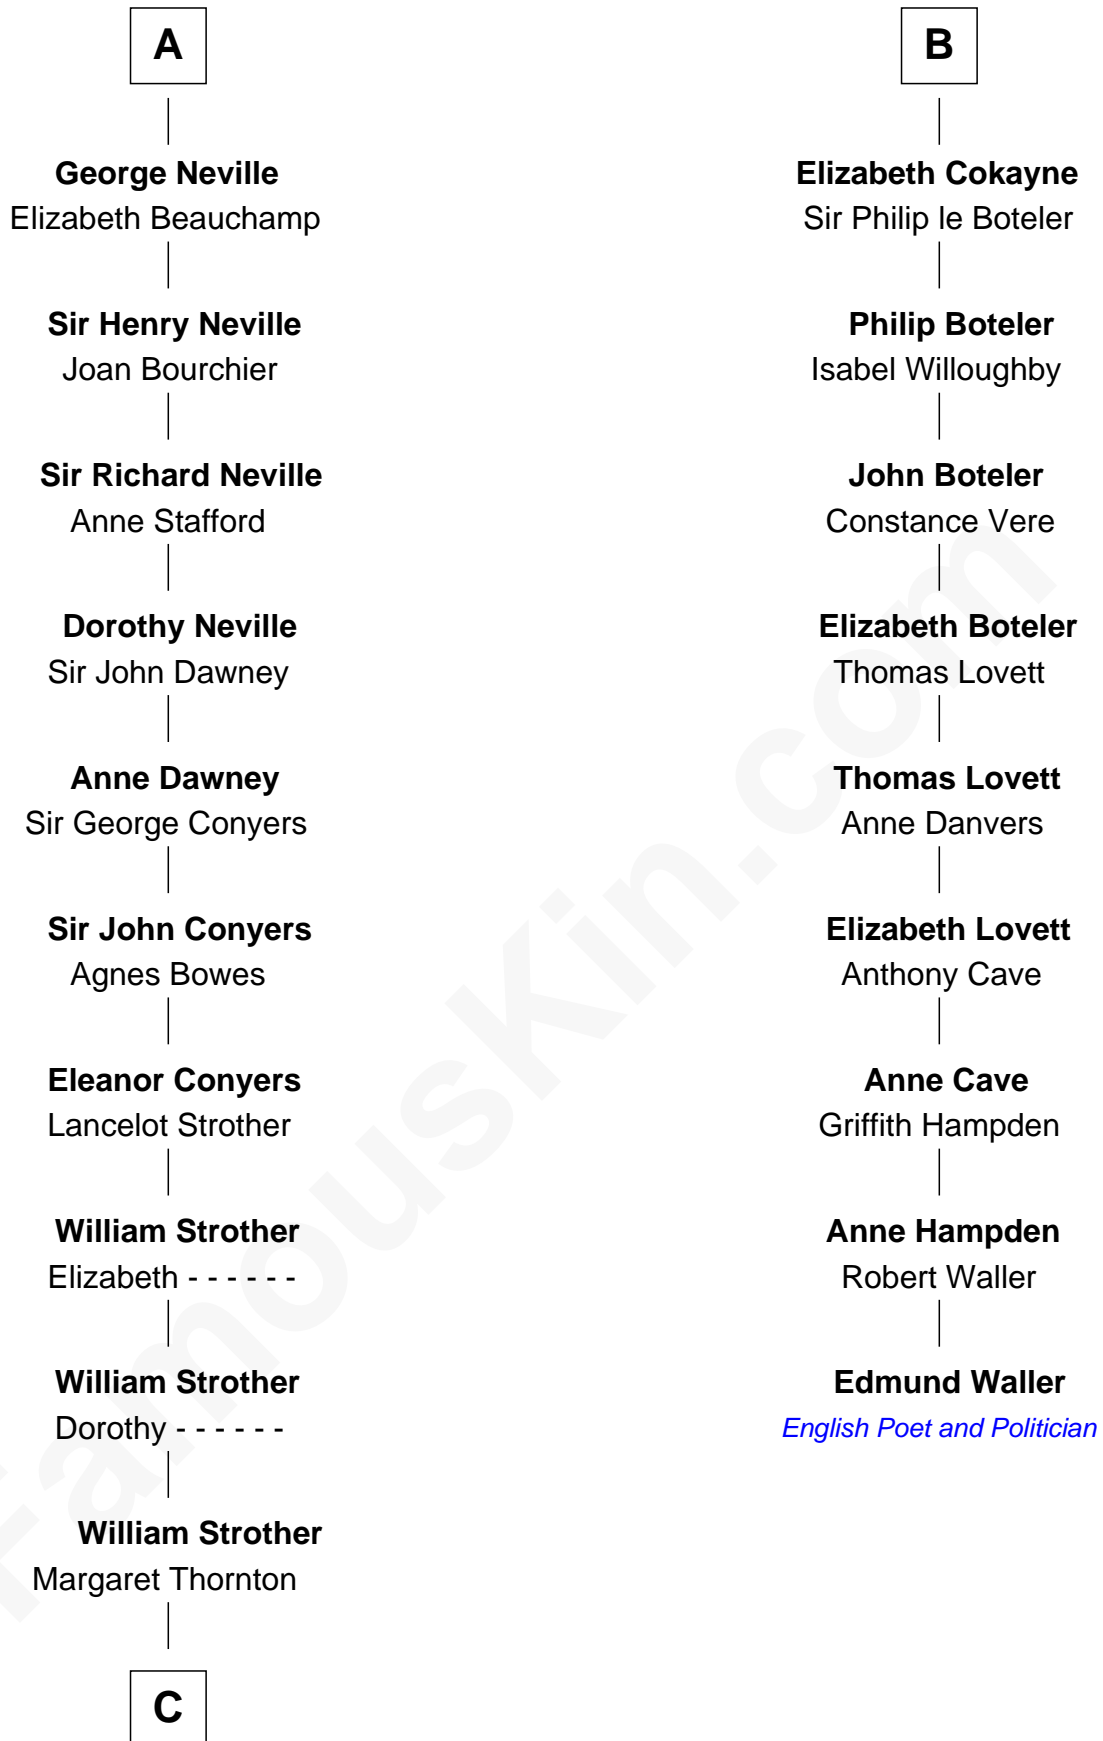 A
George Neville
Elizabeth Beauchamp
Sir Henry Neville
Joan Bourchier
Sir Richard Neville
Anne Stafford
Dorothy Neville
Sir John Dawney
Anne Dawney
Sir George Conyers
Sir John Conyers
Agnes Bowes
Eleanor Conyers
Lancelot Strother
William Strother
Elizabeth - - - - - -
William Strother
Dorothy - - - - - -
William Strother
Margaret Thornton
C
B
Elizabeth Cokayne
Sir Philip le Boteler
Philip Boteler
Isabel Willoughby
John Boteler
Constance Vere
Elizabeth Boteler
Thomas Lovett
Thomas Lovett
Anne Danvers
Elizabeth Lovett
Anthony Cave
Anne Cave
Griffith Hampden
Anne Hampden
Robert Waller
Edmund Waller
English Poet and Politician
FamousKin.com